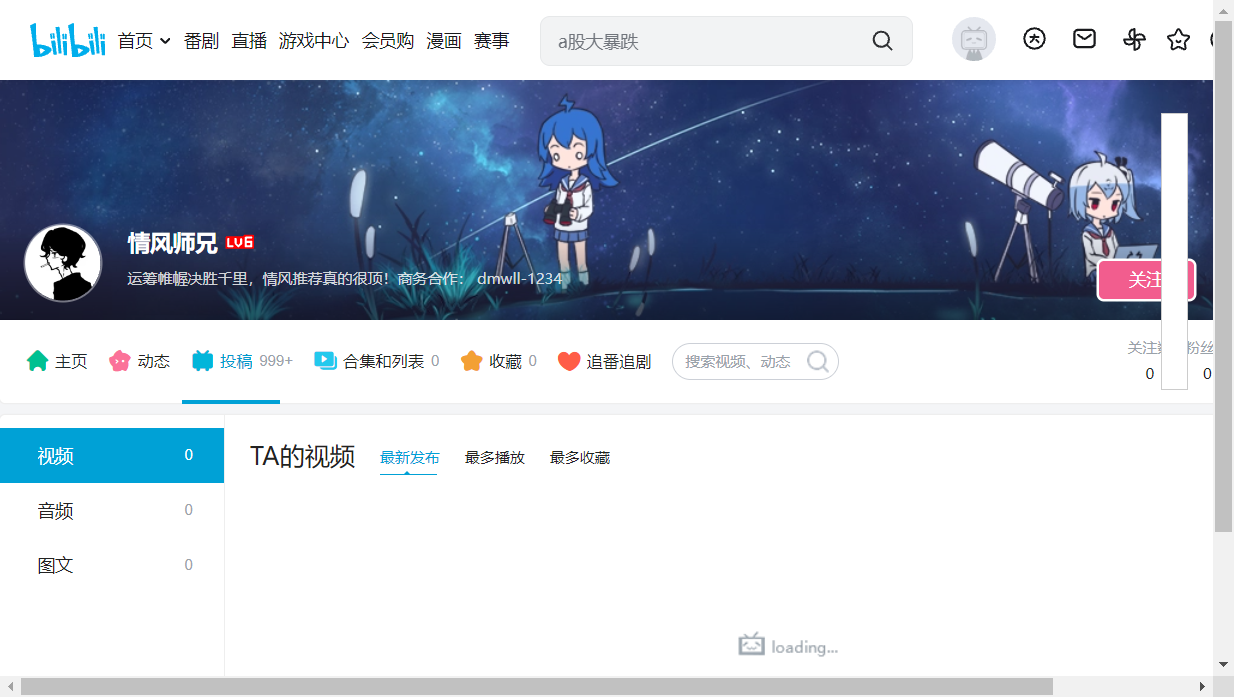 bilibili 首页 番剧 直播 游戏中心 会员购 漫画 赛事 a股大暴跌
情风师兄 LV6
运筹帷幄决胜千里，情风推荐真的很顶！商务合作： dmwll-1234
关注
主页 动态 投稿 999+ 合集和列表 0 收藏 0 追番追剧 搜索视频、动态
关注 粉丝
0 0
视频 0
音频 0
图文 0
TA的视频 最新发布 最多播放 最多收藏
loading...